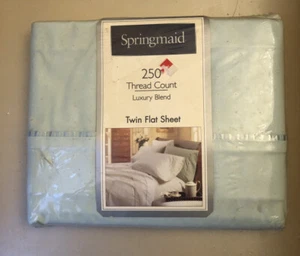 Springmaid
250
Thread Count
Luxury Blend
Twin Flat Sheet